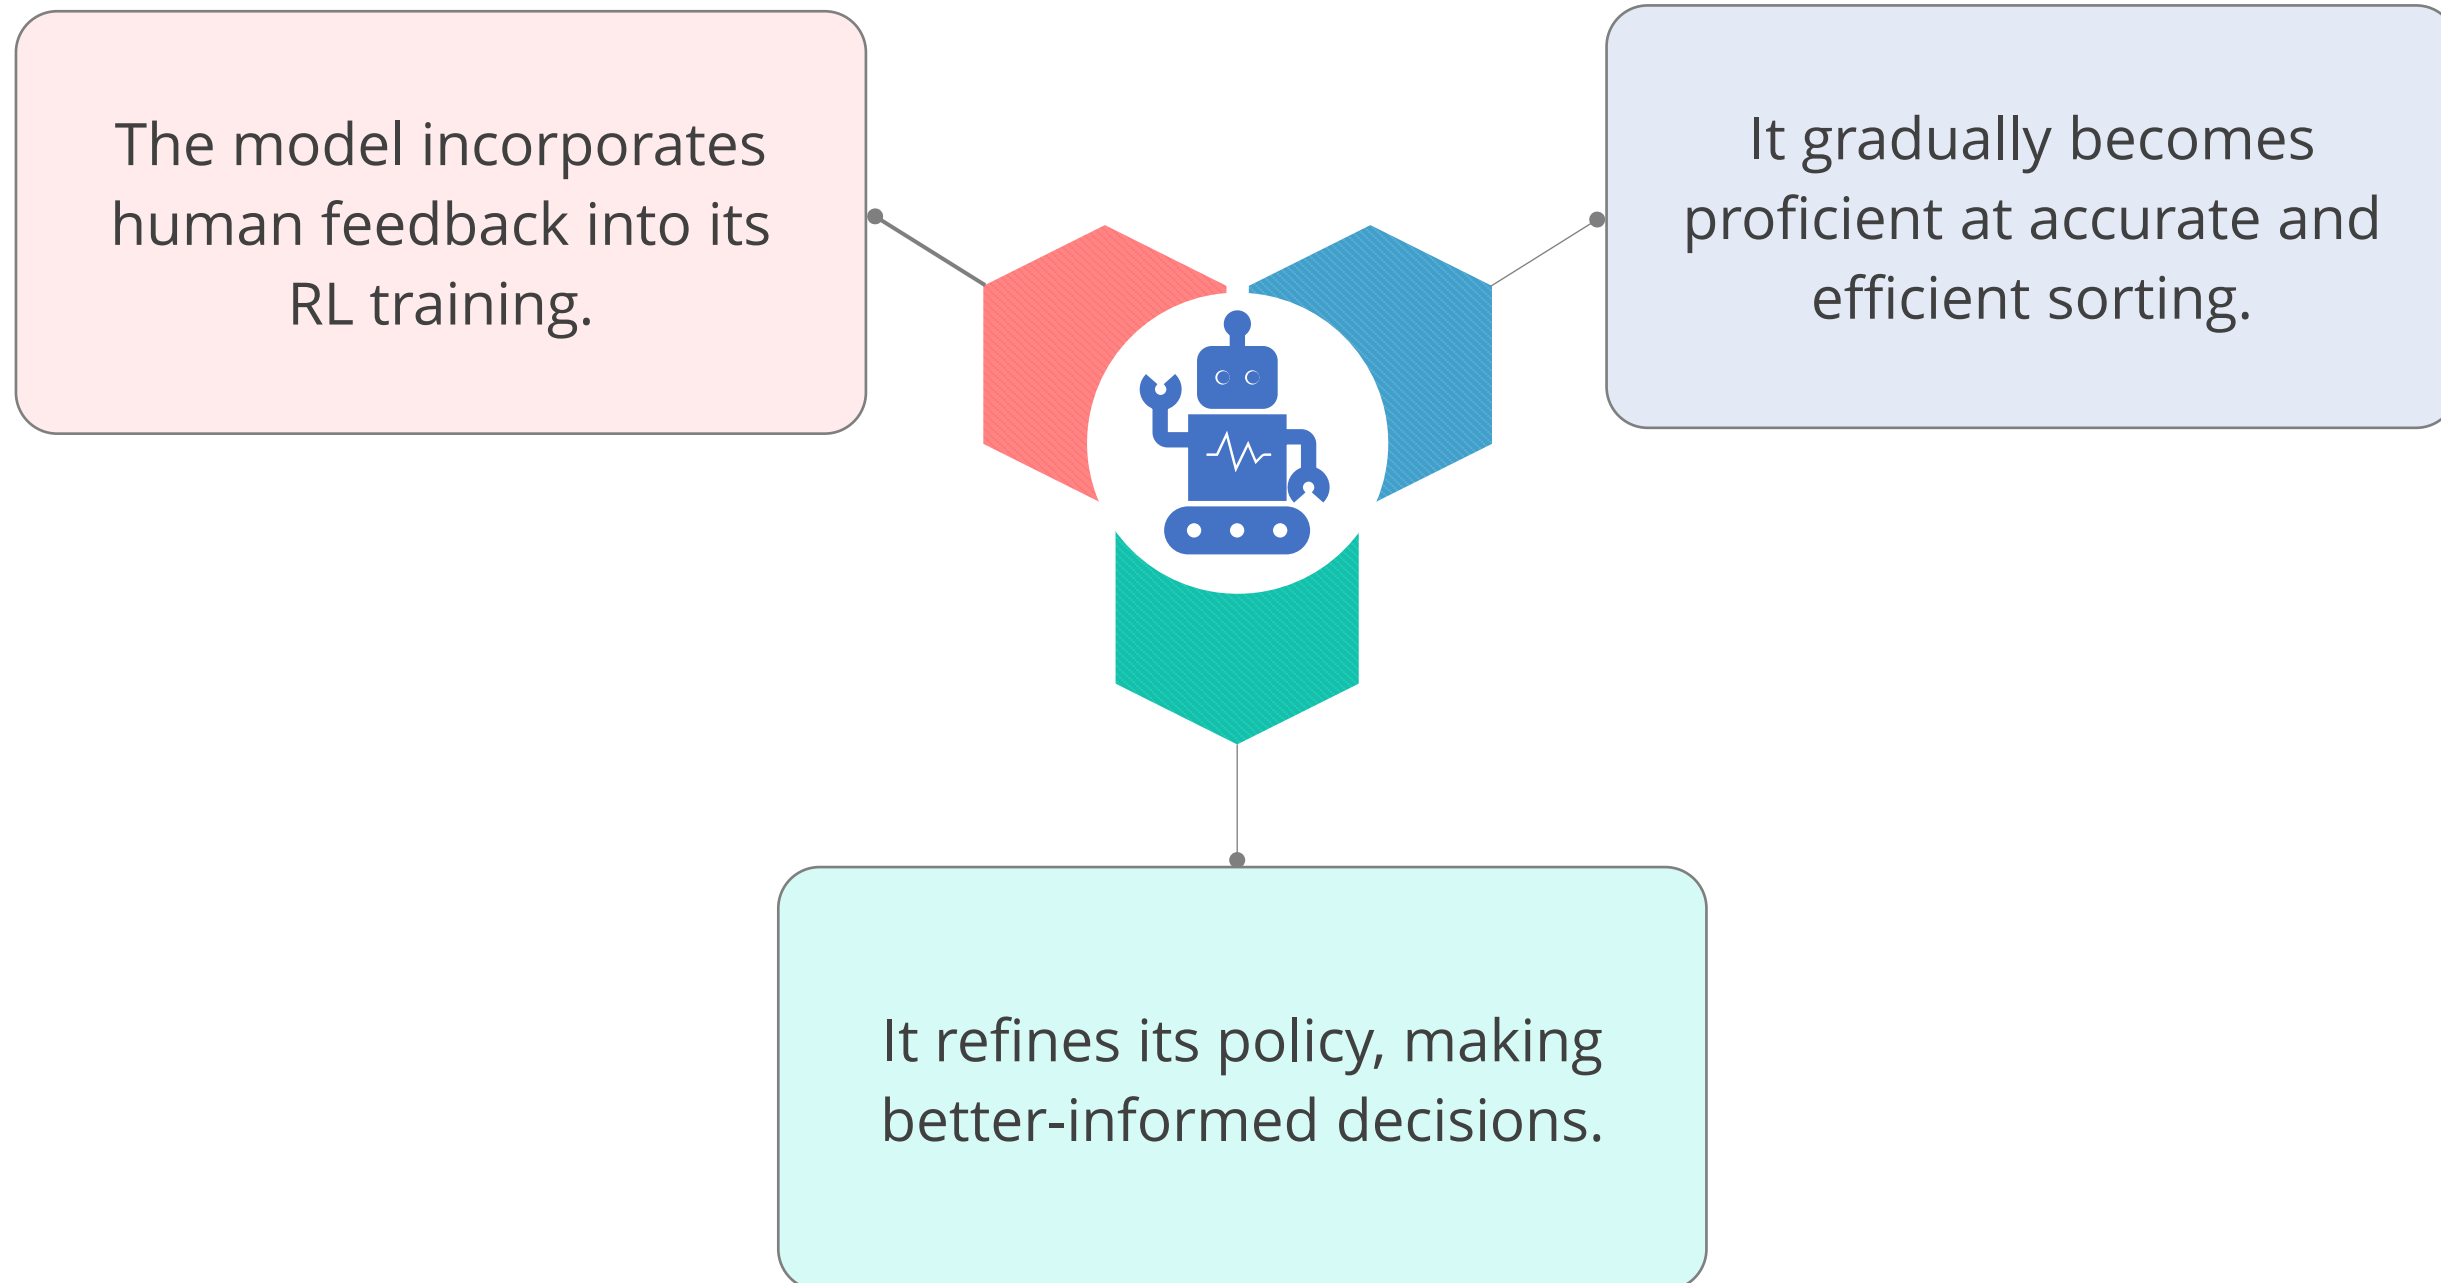 The model incorporates
human feedback into its
RL training.
It gradually becomes
proficient at accurate and
efficient sorting.
It refines its policy, making
better-informed decisions.